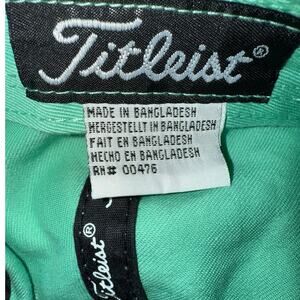 Titleist®
MADE IN BANGLADESH
HERGESTELLT IN BANGLADESH
FAIT EN BANGLADESH
HECHO EN BANGLADESH
RN# 00476
Titleist®